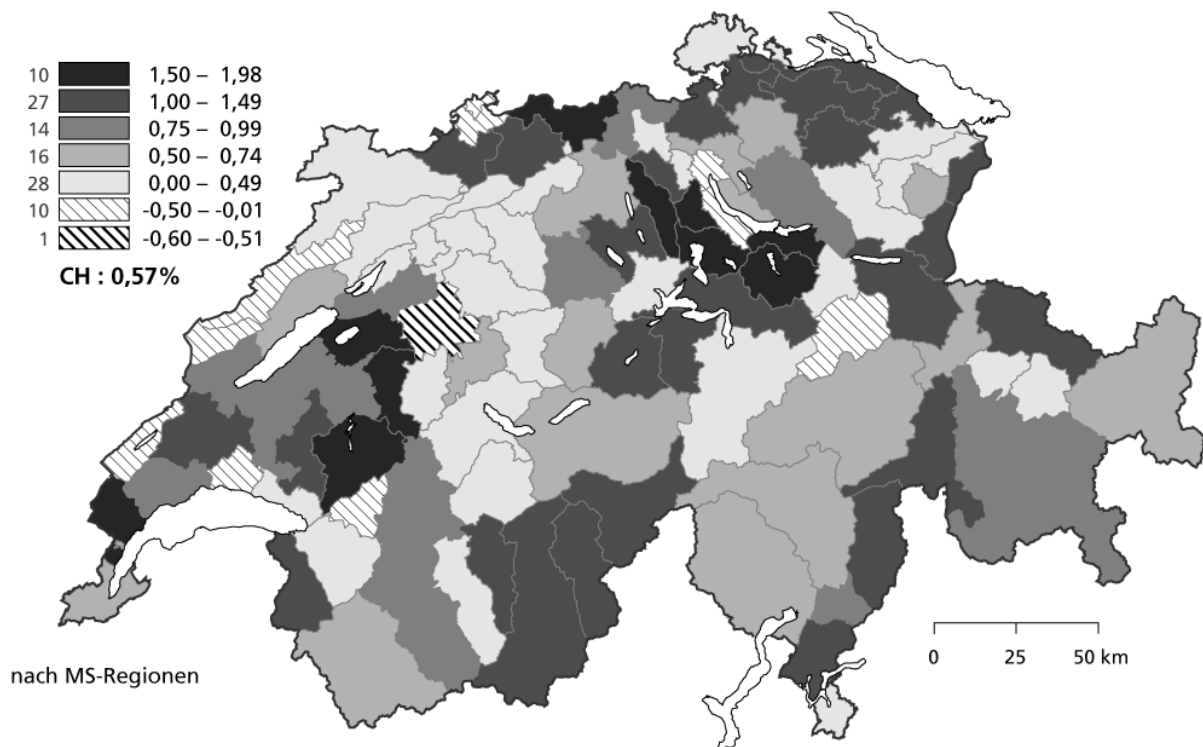 10 1,50 – 1,98
27 1,00 – 1,49
14 0,75 – 0,99
16 0,50 – 0,74
28 0,00 – 0,49
10 -0,50 – -0,01
1 -0,60 – -0,51
CH : 0,57%
0 25 50 km
nach MS-Regionen